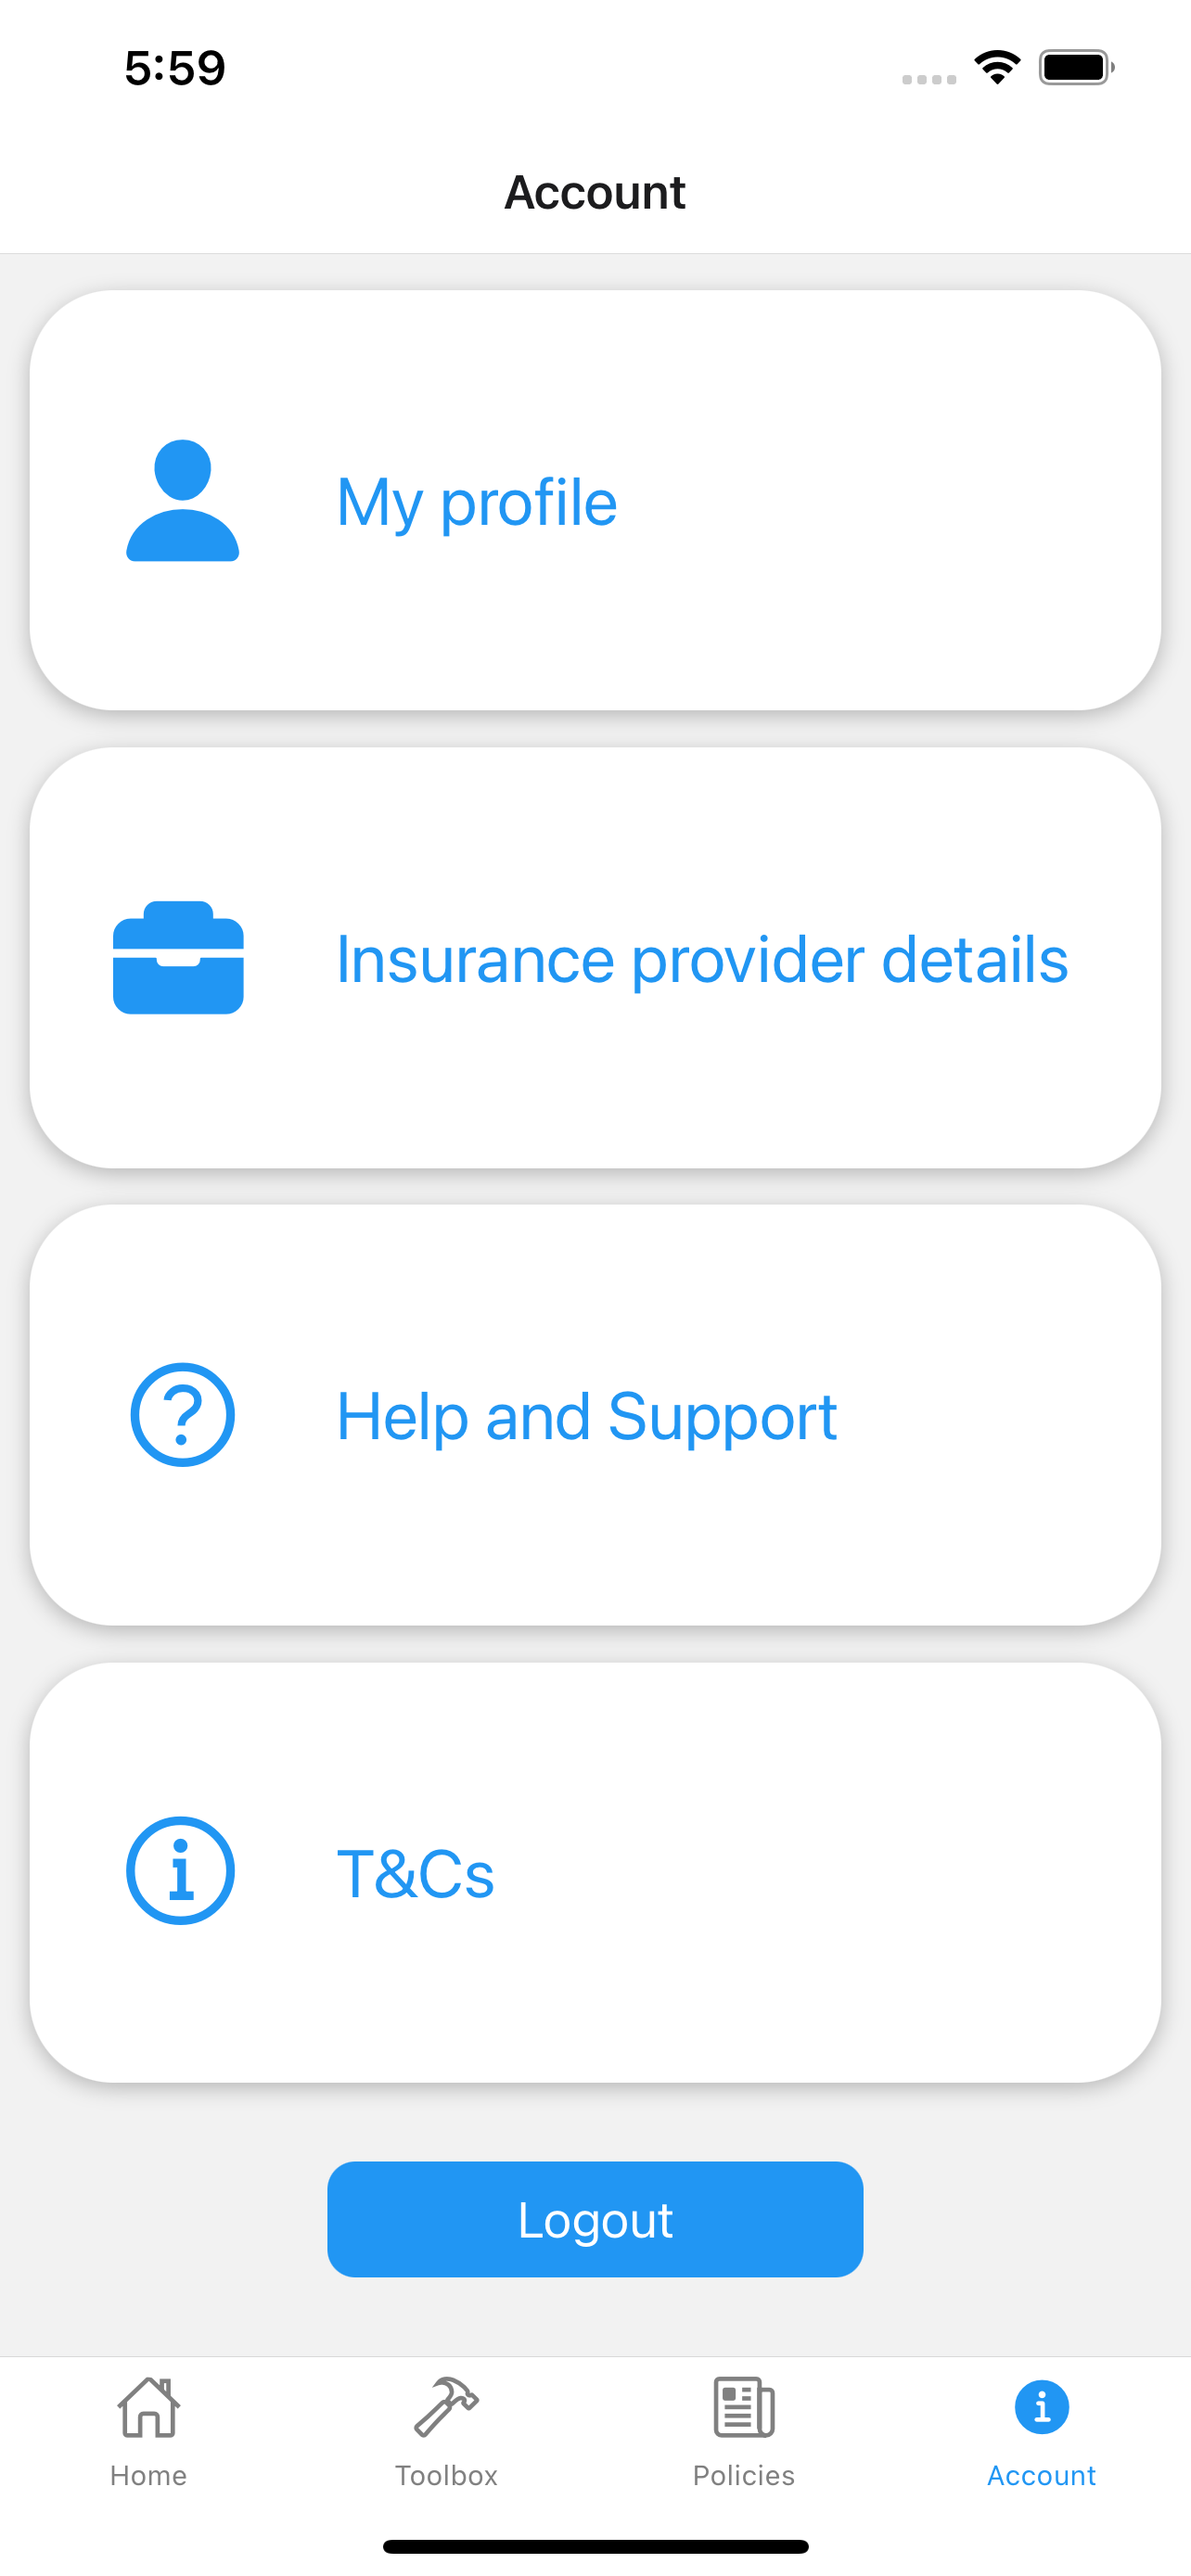 5:59
Account
My profile
Insurance provider details
Help and Support
T&Cs
Logout
Home
Toolbox
Policies
Account